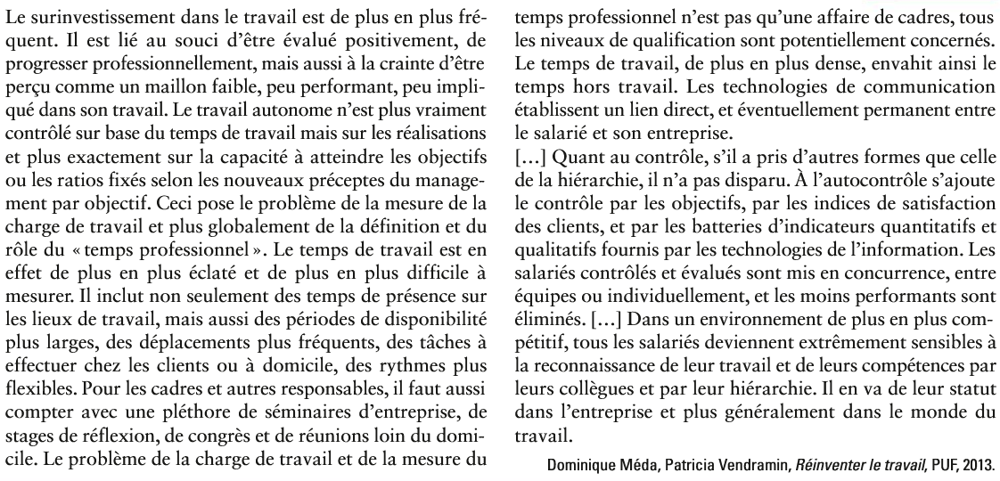 Le surinvestissement dans le travail est de plus en plus fré-
quent. Il est lié au souci d'être évalué positivement, de
progresser professionnellement, mais aussi à la crainte d'être
perçu comme un maillon faible, peu performant, peu impli-
qué dans son travail. Le travail autonome n'est plus vraiment
contrôlé sur base du temps de travail mais sur les réalisations
et plus exactement sur la capacité à atteindre les objectifs
ou les ratios fixés selon les nouveaux préceptes du manage-
ment par objectif. Ceci pose le problème de la mesure de la
charge de travail et plus globalement de la définition et du
rôle du « temps professionnel ». Le temps de travail est en
effet de plus en plus éclaté et de plus en plus difficile à
mesurer. Il inclut non seulement des temps de présence sur
les lieux de travail, mais aussi des périodes de disponibilité
plus larges, des déplacements plus fréquents, des tâches à
effectuer chez les clients ou à domicile, des rythmes plus
flexibles. Pour les cadres et autres responsables, il faut aussi
compter avec une pléthore de séminaires d'entreprise, de
stages de réflexion, de congrès et de réunions loin du domi-
cile. Le problème de la charge de travail et de la mesure du
temps professionnel n'est pas qu'une affaire de cadres, tous
les niveaux de qualification sont potentiellement concernés.
Le temps de travail, de plus en plus dense, envahit ainsi le
temps hors travail. Les technologies de communication
établissent un lien direct, et éventuellement permanent entre
le salarié et son entreprise.
[…] Quant au contrôle, s'il a pris d'autres formes que celle
de la hiérarchie, il n'a pas disparu. À l'autocontrôle s'ajoute
le contrôle par les objectifs, par les indices de satisfaction
des clients, et par les batteries d'indicateurs quantitatifs et
qualitatifs fournis par les technologies de l'information. Les
salariés contrôlés et évalués sont mis en concurrence, entre
équipes ou individuellement, et les moins performants sont
éliminés. […] Dans un environnement de plus en plus com-
pétitif, tous les salariés deviennent extrêmement sensibles à
la reconnaissance de leur travail et de leurs compétences par
leurs collègues et par leur hiérarchie. Il en va de leur statut
dans l'entreprise et plus généralement dans le monde du
travail.
Dominique Méda, Patricia Vendramin, Réinventer le travail, PUF, 2013.